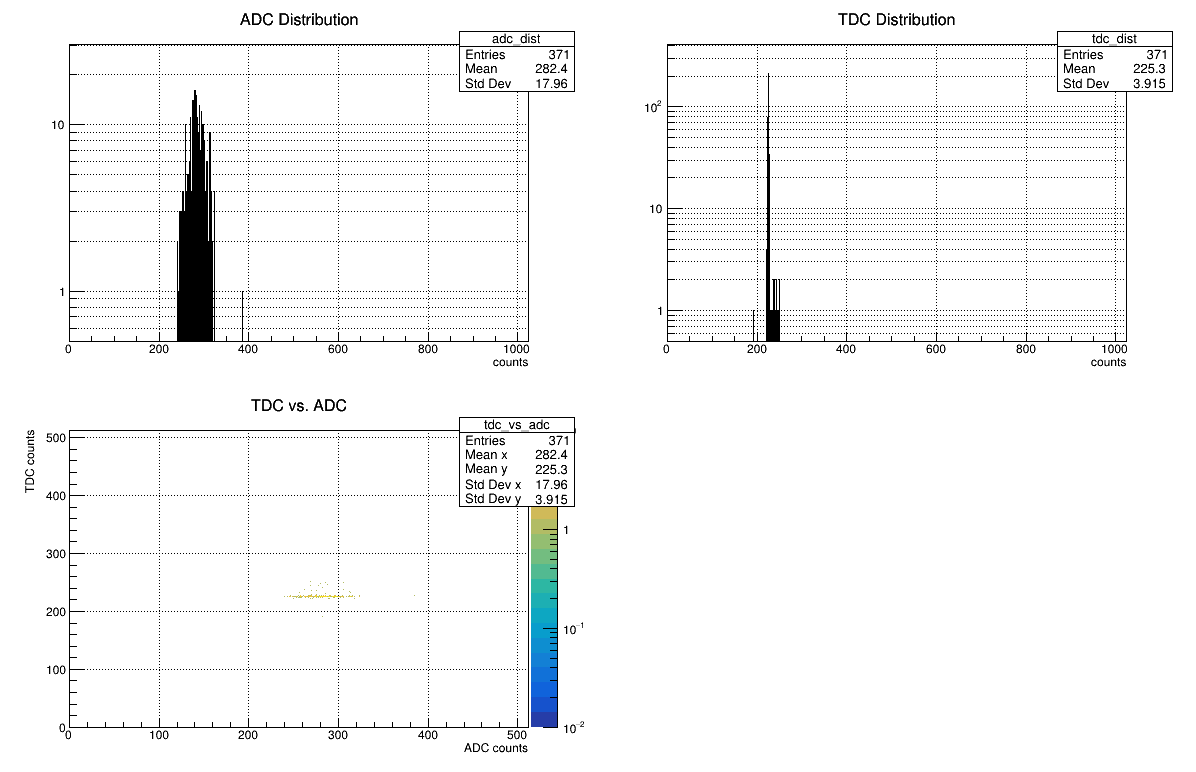 ADC Distribution
adc_dist
Entries 371
Mean 282.4
Std Dev 17.96
10
1
0 200 400 600 800 1000
counts
TDC Distribution
tdc_dist
Entries 371
Mean 225.3
Std Dev 3.915
10²
10
1
0 200 400 600 800 1000
counts
TDC vs. ADC
tdc_vs_adc
Entries 371
Mean x 282.4
Mean y 225.3
Std Dev x 17.96
Std Dev y 3.915
TDC counts
500
400
300
200
100
0
0 100 200 300 400 500
ADC counts
1
10⁻¹
10⁻²